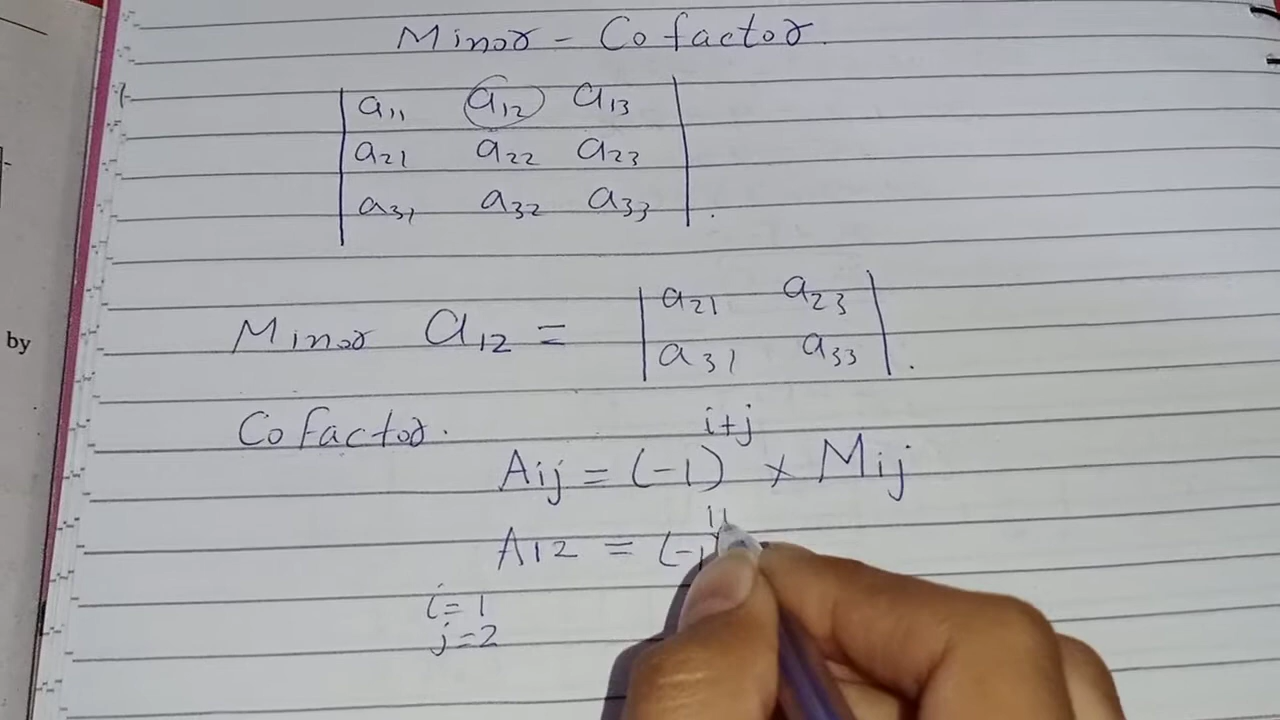 by
Minor - Cofactor.
a11 a12 a13
a21 a22 a23
a31 a32 a33 .
Minor a12 = | a21 a23 |
| a31 a33 | .
Cofactor.
Aij = (-1)^i+j × Mij
A12 = (-1)
i = 1
j = 2